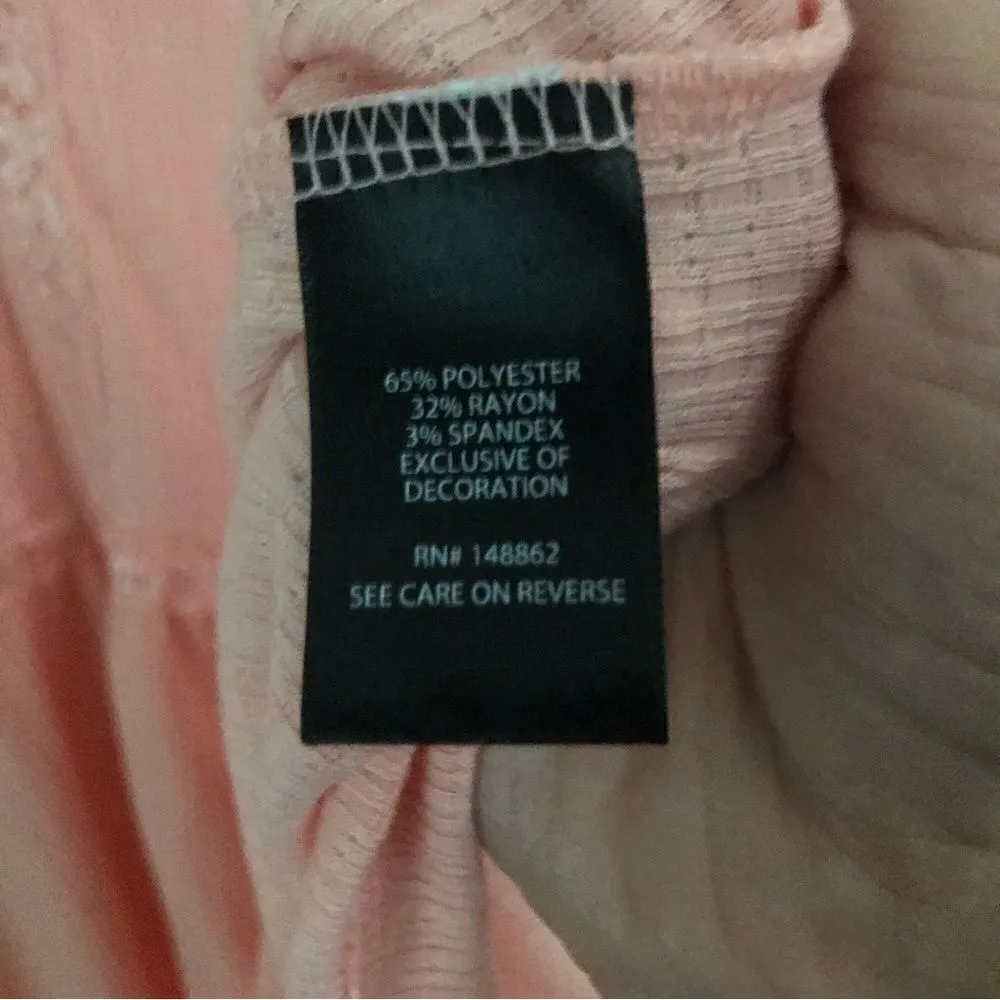 65% POLYESTER
32% RAYON
3% SPANDEX
EXCLUSIVE OF
DECORATION
RN# 148862
SEE CARE ON REVERSE